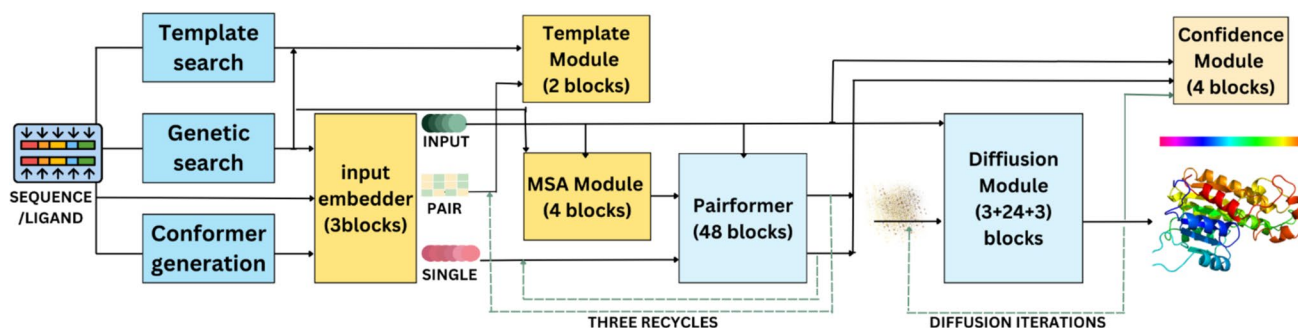 SEQUENCE
/LIGAND
Template
search
Genetic
search
Conformer
generation
input
embedder
(3blocks)
INPUT
PAIR
SINGLE
Template
Module
(2 blocks)
MSA Module
(4 blocks)
Pairformer
(48 blocks)
THREE RECYCLES
Diffiusion
Module
(3+24+3)
blocks
DIFFUSION ITERATIONS
Confidence
Module
(4 blocks)